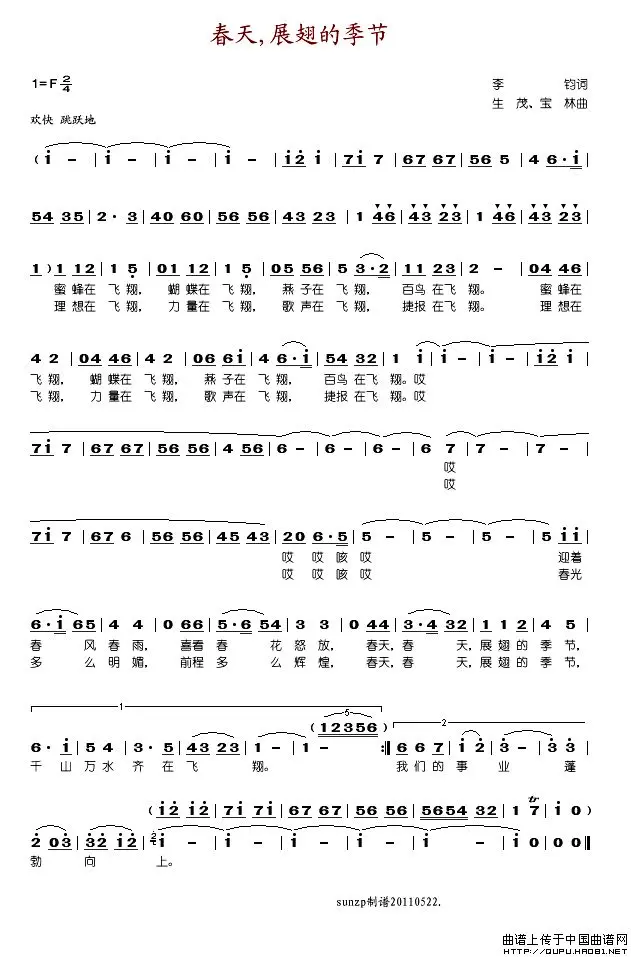 春天,展翅的季节
1=F 2/4
李 钧词
生 茂、宝 林曲
欢快 跳跃地
( i - | i - | i - | i - | i2 i | 7i 7 | 67 67 | 56 5 | 4 6·i |
54 35 | 2· 3 | 40 60 | 56 56 | 43 23 | 1 46 | 43 23 | 1 46 | 43 23 |
1 ) 1 12 | 1 5 | 01 12 | 1 5 | 05 56 | 5 3·2 | 11 23 | 2 - | 04 46 |
蜜 蜂在 飞 翔, 蝴 蝶在 飞 翔, 燕 子在 飞 翔, 百鸟 在飞 翔。 蜜 蜂在
理 想在 飞 翔, 力 量在 飞 翔, 歌 声在 飞 翔, 捷报 在飞 翔。 理 想在
4 2 | 04 46 | 4 2 | 06 6i | 4 6·i | 54 32 | 1 i | i - | i - | i2 i |
飞 翔, 蝴 蝶在 飞 翔, 燕 子在 飞 翔, 百鸟 在飞 翔。哎
飞 翔, 力 量在 飞 翔, 歌 声在 飞 翔, 捷报 在飞 翔。哎
7i 7 | 67 67 | 56 56 | 4 56 | 6 - | 6 - | 6 - | 6 7 | 7 - | 7 - |
哎
哎
7i 7 | 67 6 | 56 56 | 45 43 | 20 6·5 | 5 - | 5 - | 5 - | 5 ii |
哎 哎 咳 哎 迎着
哎 哎 咳 哎 春光
6·i 65 | 4 4 | 0 66 | 5·6 54 | 3 3 | 0 44 | 3·4 32 | 1 12 | 4 5 |
春 风 春 雨, 喜看 春 花 怒 放, 春天,春 天,展 翅 的 季 节,
多 么 明 媚, 前程 多 么 辉 煌, 春天,春 天,展 翅 的 季 节,
1
5
(12356)
2
6· i | 54 | 3· 5 | 43 23 | 1 - | 1 - :| 6 67 | i 2 | 3 - | 3 3 |
千 山 万 水 齐 在 飞 翔。 我 们 的 事 业 蓬
( i2 i2 | 7i 7i | 67 67 | 56 56 | 5654 32 | 1 tr 7 | i 0 )
2 03 | 32 i2 | 2/4 i - | i - | i - | i - | i - | i - | i 0 | 0 0 ‖
勃 向 上。
sunzp制谱20110522.
曲谱上传于中国曲谱网
HTTP://QUPU.HAO81.NET